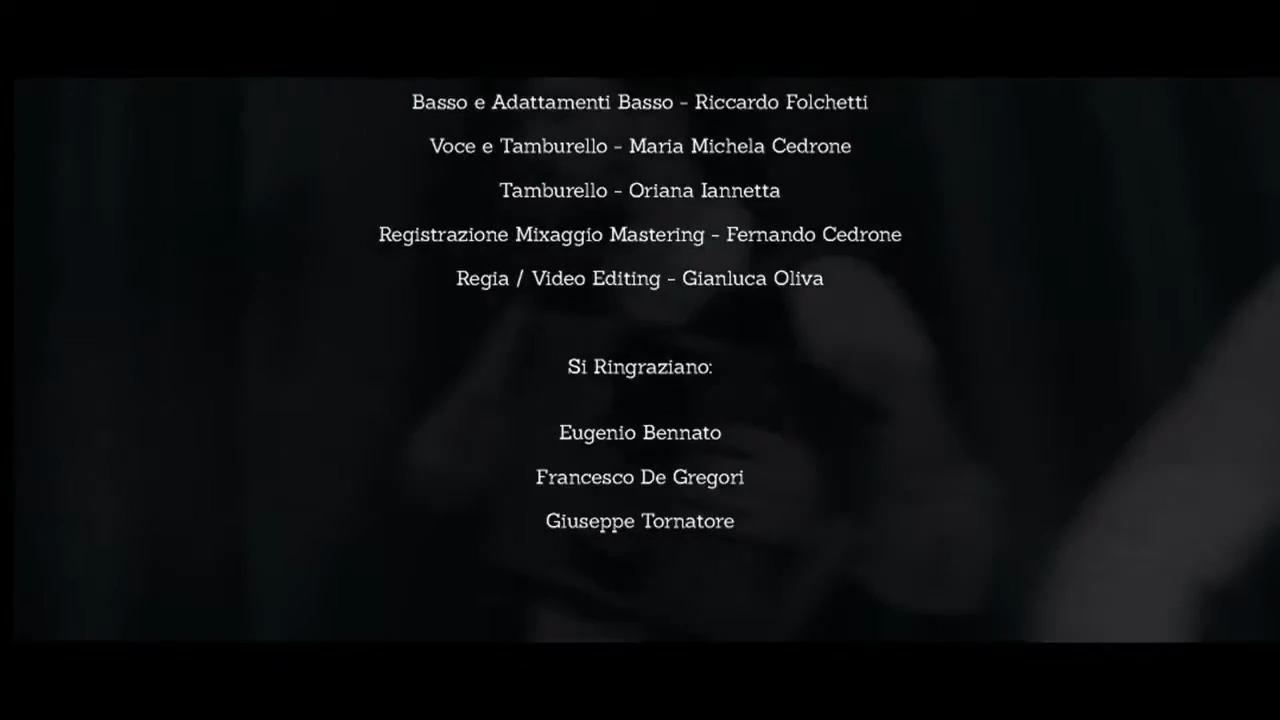 Basso e Adattamenti Basso - Riccardo Folchetti
Voce e Tamburello - Maria Michela Cedrone
Tamburello - Oriana Iannetta
Registrazione Mixaggio Mastering - Fernando Cedrone
Regia / Video Editing - Gianluca Oliva
Si Ringraziano:
Eugenio Bennato
Francesco De Gregori
Giuseppe Tornatore